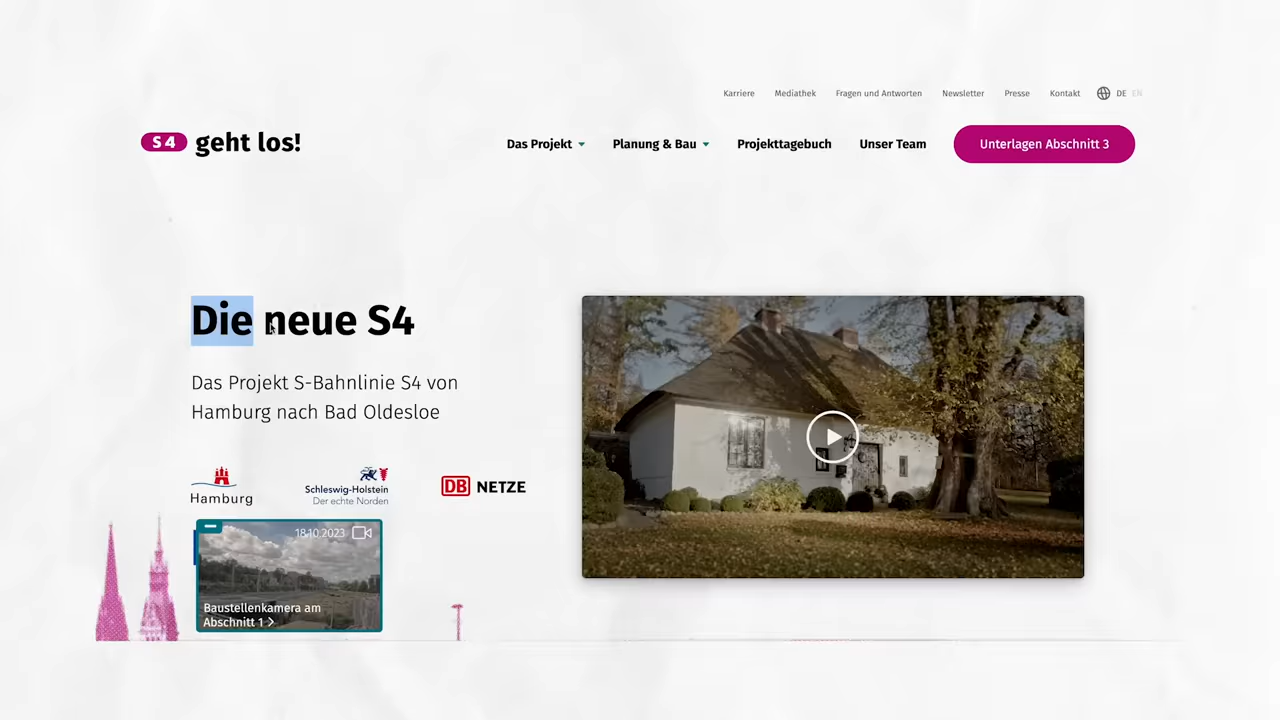 Karriere Mediathek Fragen und Antworten Newsletter Presse Kontakt DE EN
S4 geht los!
Das Projekt Planung & Bau Projekttagebuch Unser Team Unterlagen Abschnitt 3
Die neue S4
Das Projekt S-Bahnlinie S4 von
Hamburg nach Bad Oldesloe
Hamburg
Schleswig-Holstein
Der echte Norden
DB NETZE
18.10.2023
Baustellenkamera am
Abschnitt 1